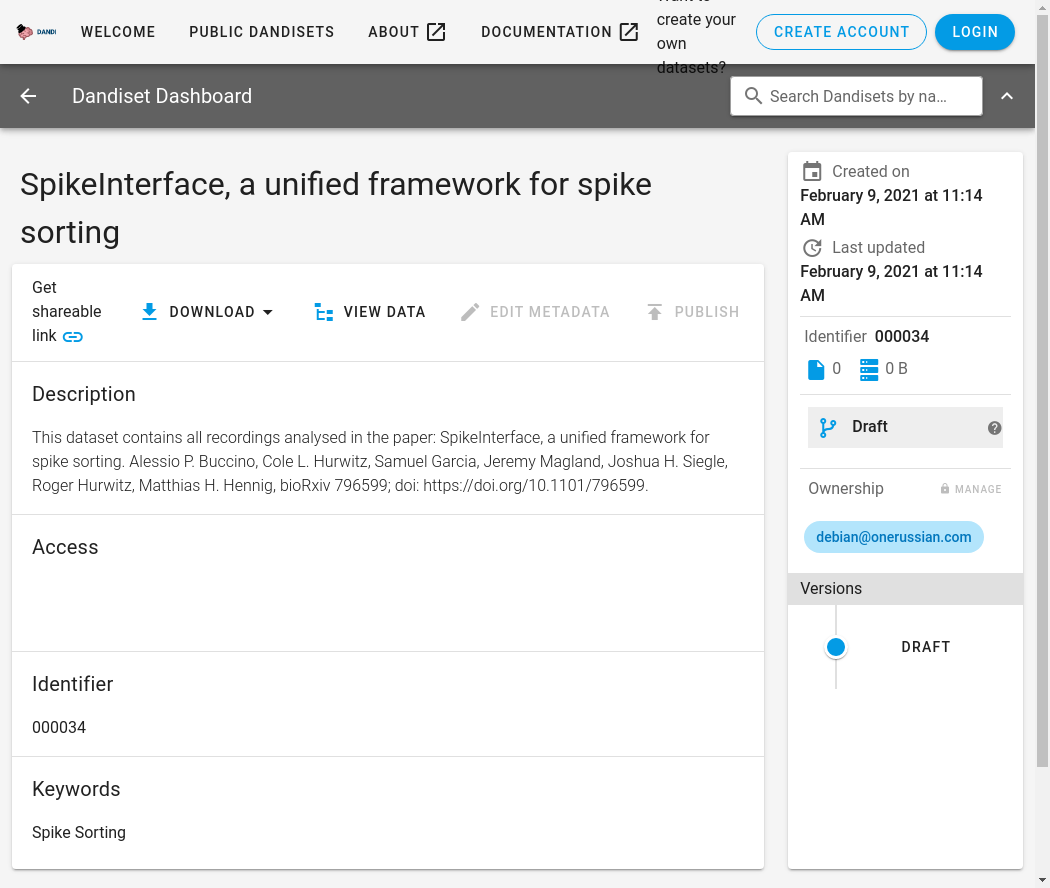 DANDI
WELCOME
PUBLIC DANDISETS
ABOUT
DOCUMENTATION
Want to
create your
own
datasets?
CREATE ACCOUNT
LOGIN
Dandiset Dashboard
Search Dandisets by na…
SpikeInterface, a unified framework for spike
sorting
Get
shareable
link
DOWNLOAD
VIEW DATA
EDIT METADATA
PUBLISH
Description
This dataset contains all recordings analysed in the paper: SpikeInterface, a unified framework for
spike sorting. Alessio P. Buccino, Cole L. Hurwitz, Samuel Garcia, Jeremy Magland, Joshua H. Siegle,
Roger Hurwitz, Matthias H. Hennig, bioRxiv 796599; doi: https://doi.org/10.1101/796599.
Access
Identifier
000034
Keywords
Spike Sorting
Created on
February 9, 2021 at 11:14
AM
Last updated
February 9, 2021 at 11:14
AM
Identifier 000034
0
0 B
Draft
?
Ownership
MANAGE
debian@onerussian.com
Versions
DRAFT